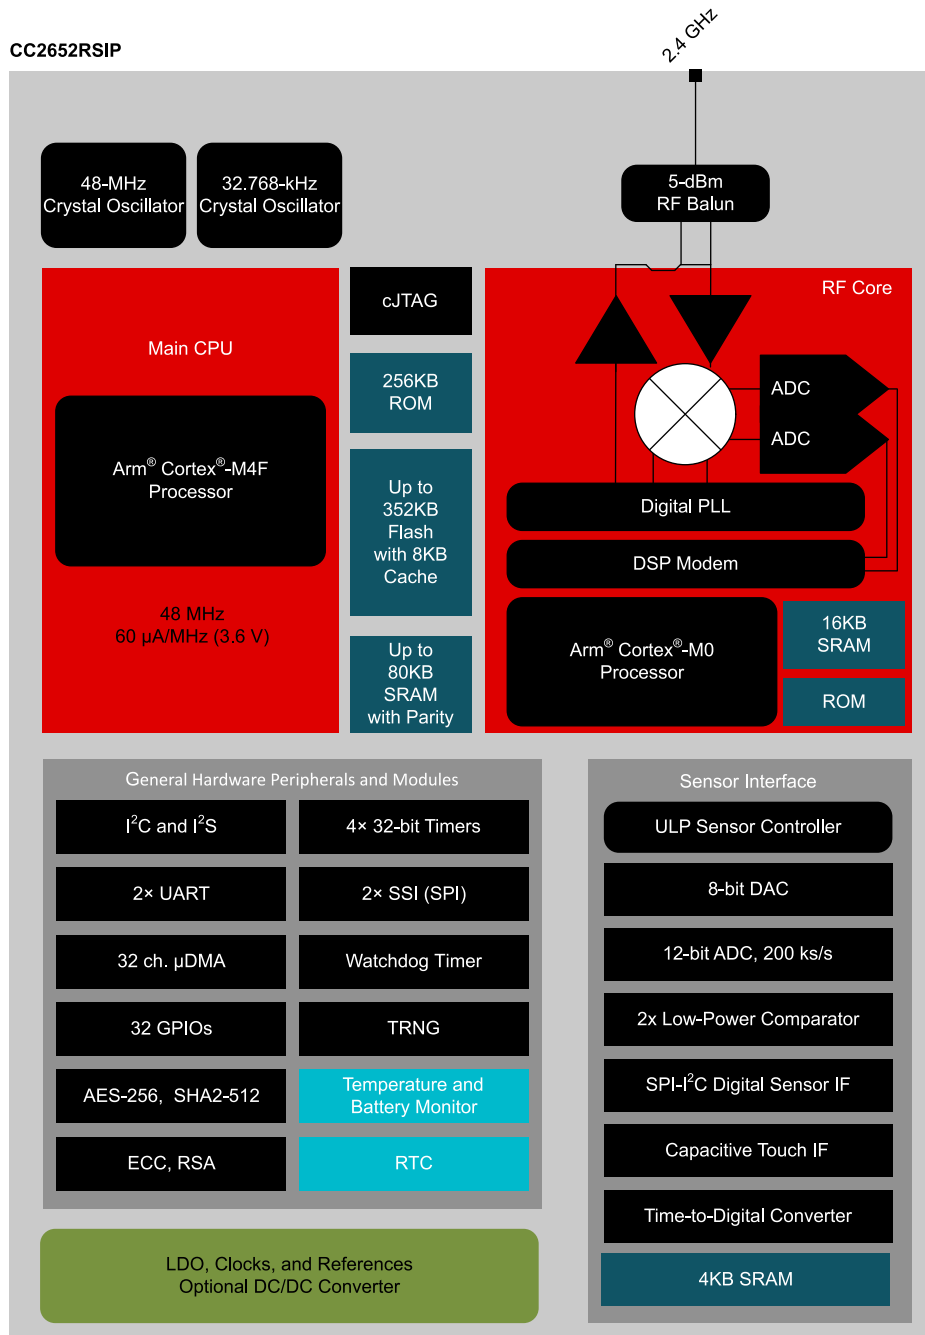 2.4 GHz
CC2652RSIP
48-MHz
Crystal Oscillator
32.768-kHz
Crystal Oscillator
5-dBm
RF Balun
Main CPU
Arm® Cortex®-M4F
Processor
48 MHz
60 µA/MHz (3.6 V)
cJTAG
256KB
ROM
Up to
352KB
Flash
with 8KB
Cache
Up to
80KB
SRAM
with Parity
RF Core
ADC
ADC
Digital PLL
DSP Modem
Arm® Cortex®-M0
Processor
16KB
SRAM
ROM
General Hardware Peripherals and Modules
I²C and I²S
4× 32-bit Timers
2× UART
2× SSI (SPI)
32 ch. µDMA
Watchdog Timer
32 GPIOs
TRNG
AES-256, SHA2-512
Temperature and
Battery Monitor
ECC, RSA
RTC
LDO, Clocks, and References
Optional DC/DC Converter
Sensor Interface
ULP Sensor Controller
8-bit DAC
12-bit ADC, 200 ks/s
2x Low-Power Comparator
SPI-I²C Digital Sensor IF
Capacitive Touch IF
Time-to-Digital Converter
4KB SRAM